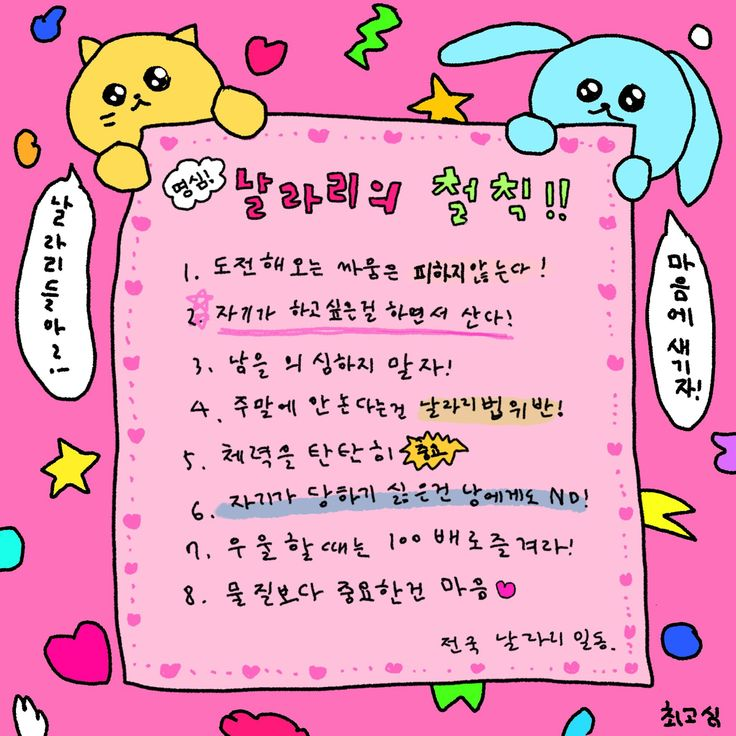 명심!
날라리의 철칙!!
날라리들아!
마음에 새기자!
1. 도전해오는 싸움은 피하지않는다!
2. 자기가 하고싶은걸 하면서 산다!
3. 남을 의심하지 말자!
4. 주말에 안논다는건 날라리법위반!
5. 체력을 탄탄히 중요
6. 자기가 당하기 싫은건 남에게도 NO!
7. 우울할때는 100배로즐겨라!
8. 물질보다 중요한건 마음
전국 날라리 일동.
최고심